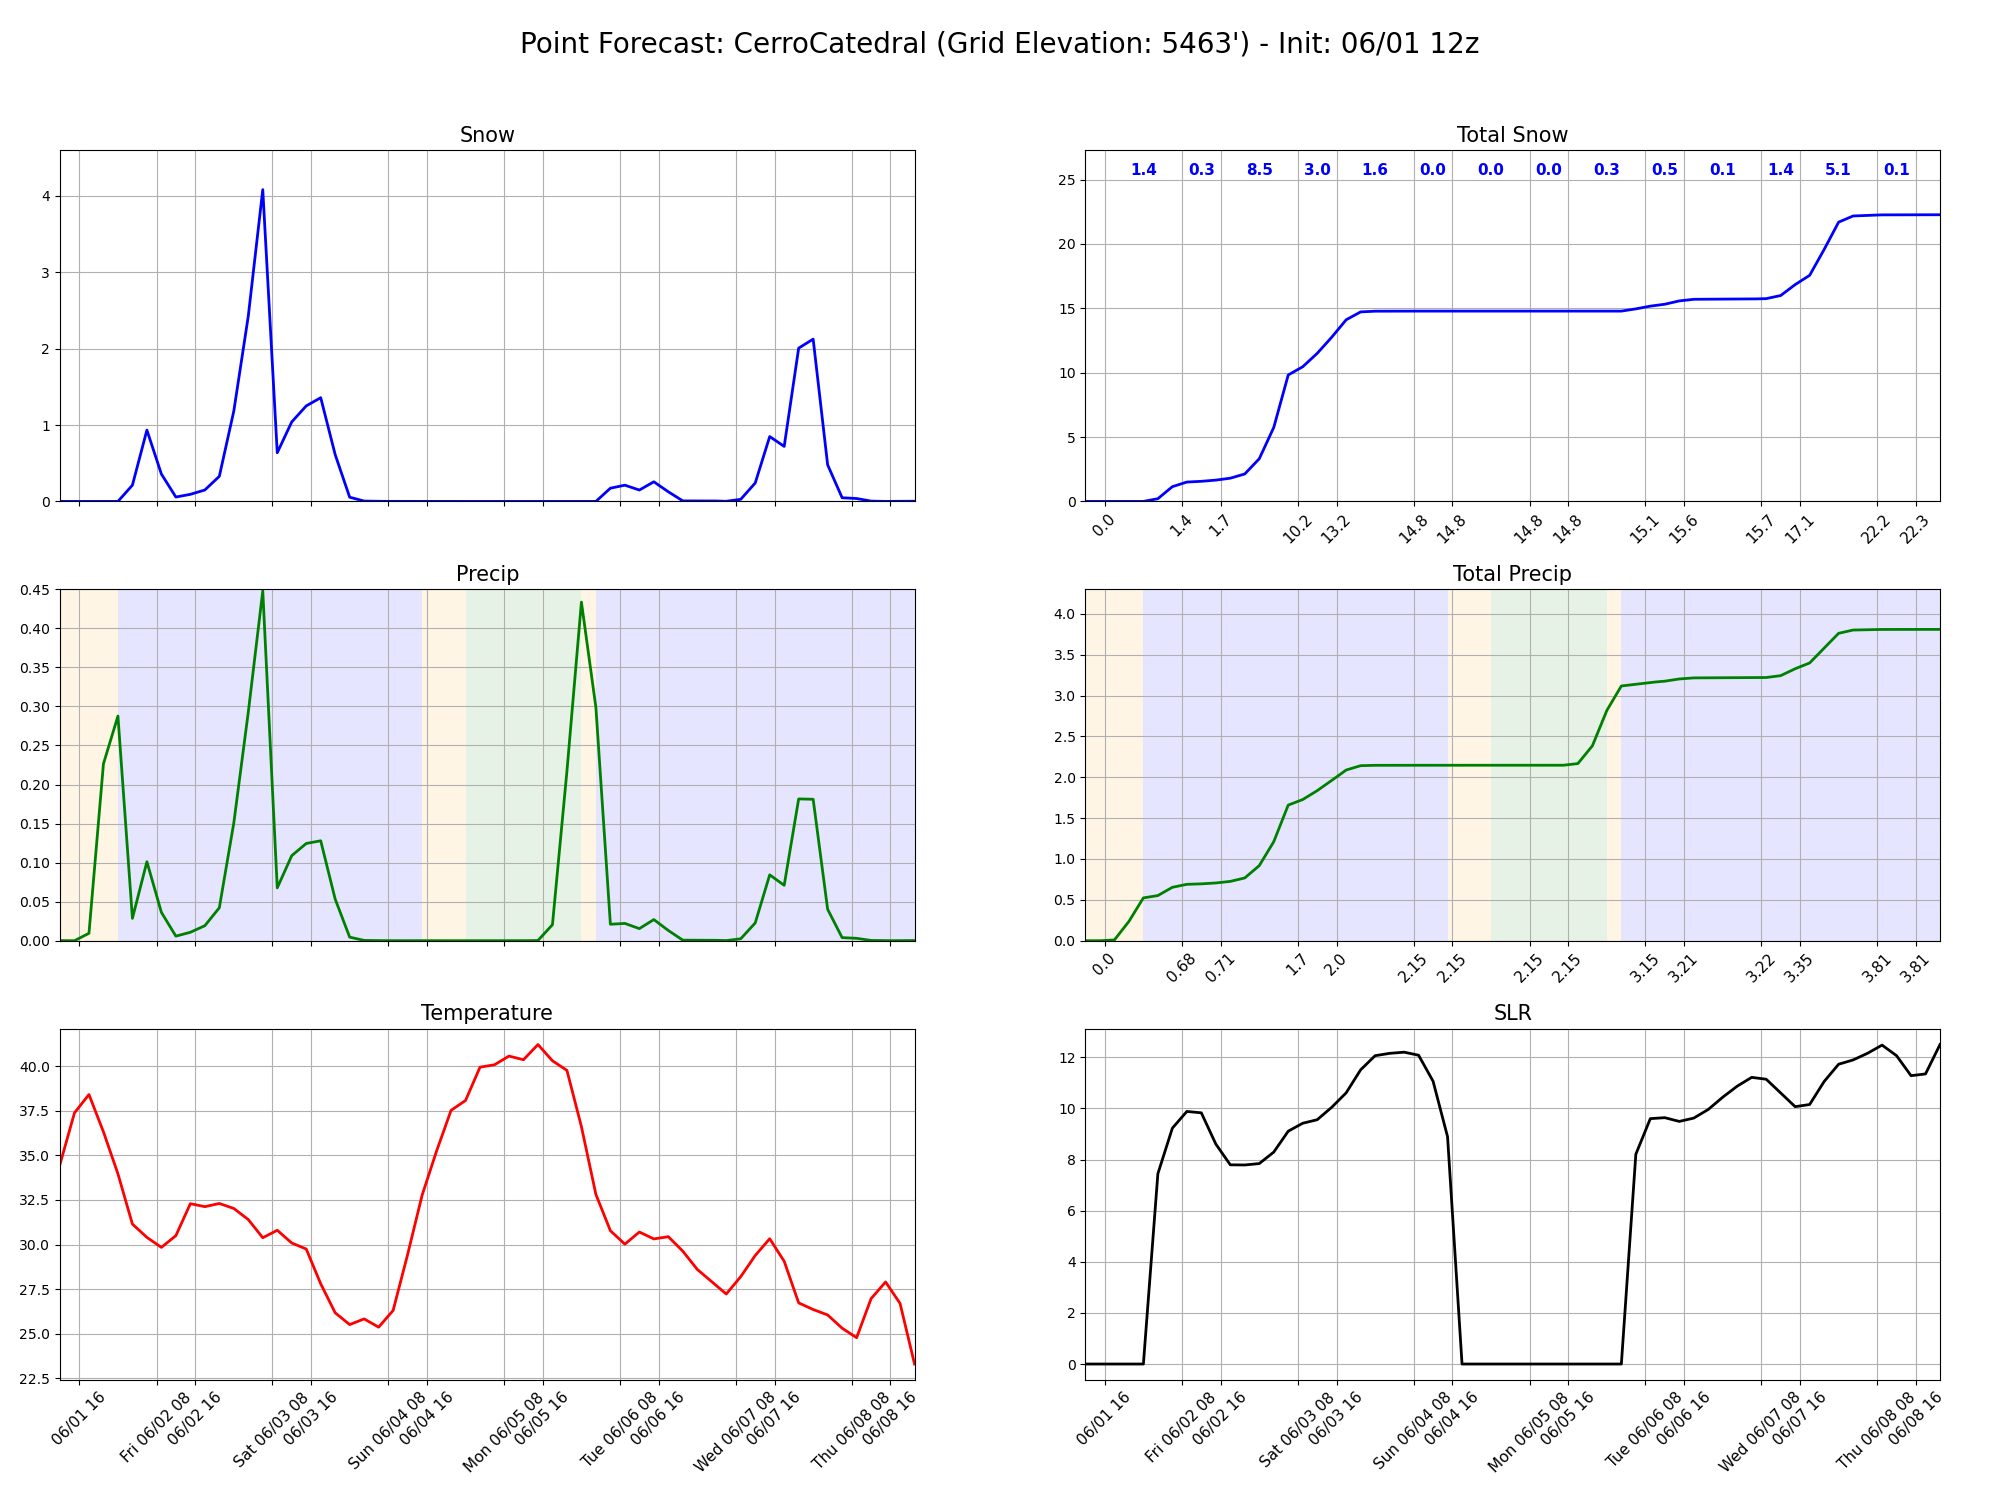 Point Forecast: CerroCatedral (Grid Elevation: 5463') - Init: 06/01 12z
Snow
4
3
2
1
0
Total Snow
1.4 0.3 8.5 3.0 1.6 0.0 0.0 0.0 0.3 0.5 0.1 1.4 5.1 0.1
25
20
15
10
5
0
0.0 1.4 1.7 10.2 13.2 14.8 14.8 14.8 14.8 15.1 15.6 15.7 17.1 22.2 22.3
Precip
0.45
0.40
0.35
0.30
0.25
0.20
0.15
0.10
0.05
0.00
Total Precip
4.0
3.5
3.0
2.5
2.0
1.5
1.0
0.5
0.0
0.0 0.68 0.71 1.7 2.0 2.15 2.15 2.15 2.15 3.15 3.21 3.22 3.35 3.81 3.81
Temperature
40.0
37.5
35.0
32.5
30.0
27.5
25.0
22.5
06/01 16
Fri 06/02 08
06/02 16
Sat 06/03 08
06/03 16
Sun 06/04 08
06/04 16
Mon 06/05 08
06/05 16
Tue 06/06 08
06/06 16
Wed 06/07 08
06/07 16
Thu 06/08 08
06/08 16
SLR
12
10
8
6
4
2
0
06/01 16
Fri 06/02 08
06/02 16
Sat 06/03 08
06/03 16
Sun 06/04 08
06/04 16
Mon 06/05 08
06/05 16
Tue 06/06 08
06/06 16
Wed 06/07 08
06/07 16
Thu 06/08 08
06/08 16